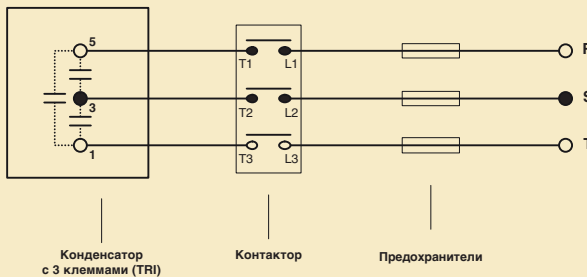 5
R
T1 L1
3
S
T2 L2
1
T
T3 L3
Конденсатор
с 3 клеммами (TRI)
Контактор
Предохранители